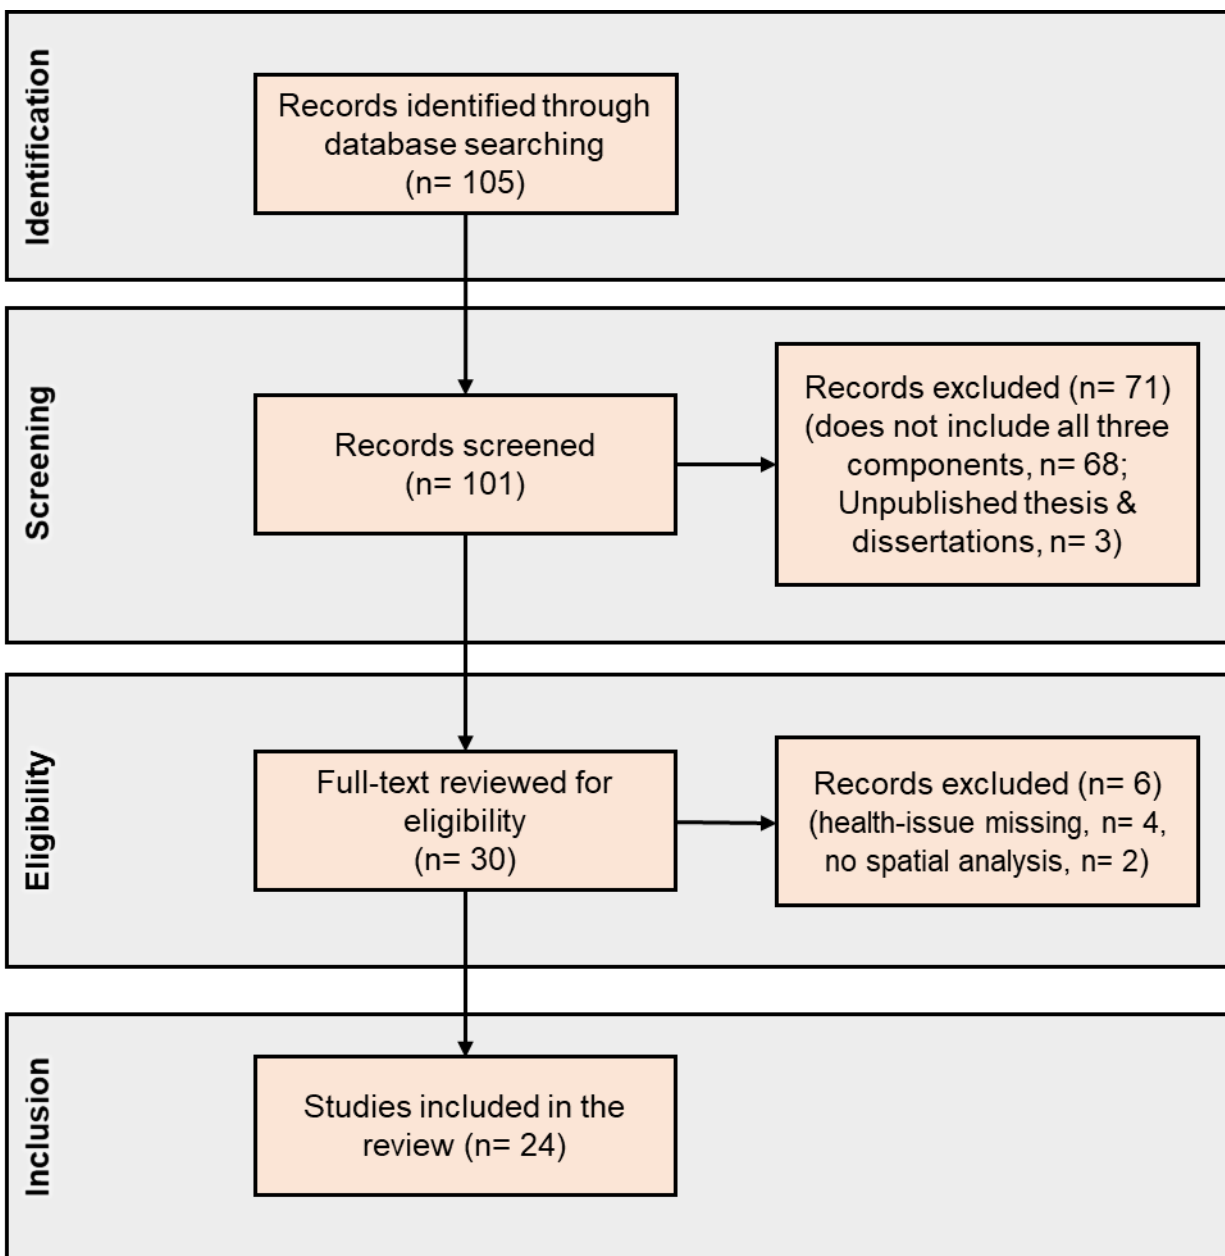 Identification
Records identified through
database searching
(n= 105)
Screening
Records screened
(n= 101)
Records excluded (n= 71)
(does not include all three
components, n= 68;
Unpublished thesis &
dissertations, n= 3)
Eligibility
Full-text reviewed for
eligibility
(n= 30)
Records excluded (n= 6)
(health-issue missing, n= 4,
no spatial analysis, n= 2)
Inclusion
Studies included in the
review (n= 24)